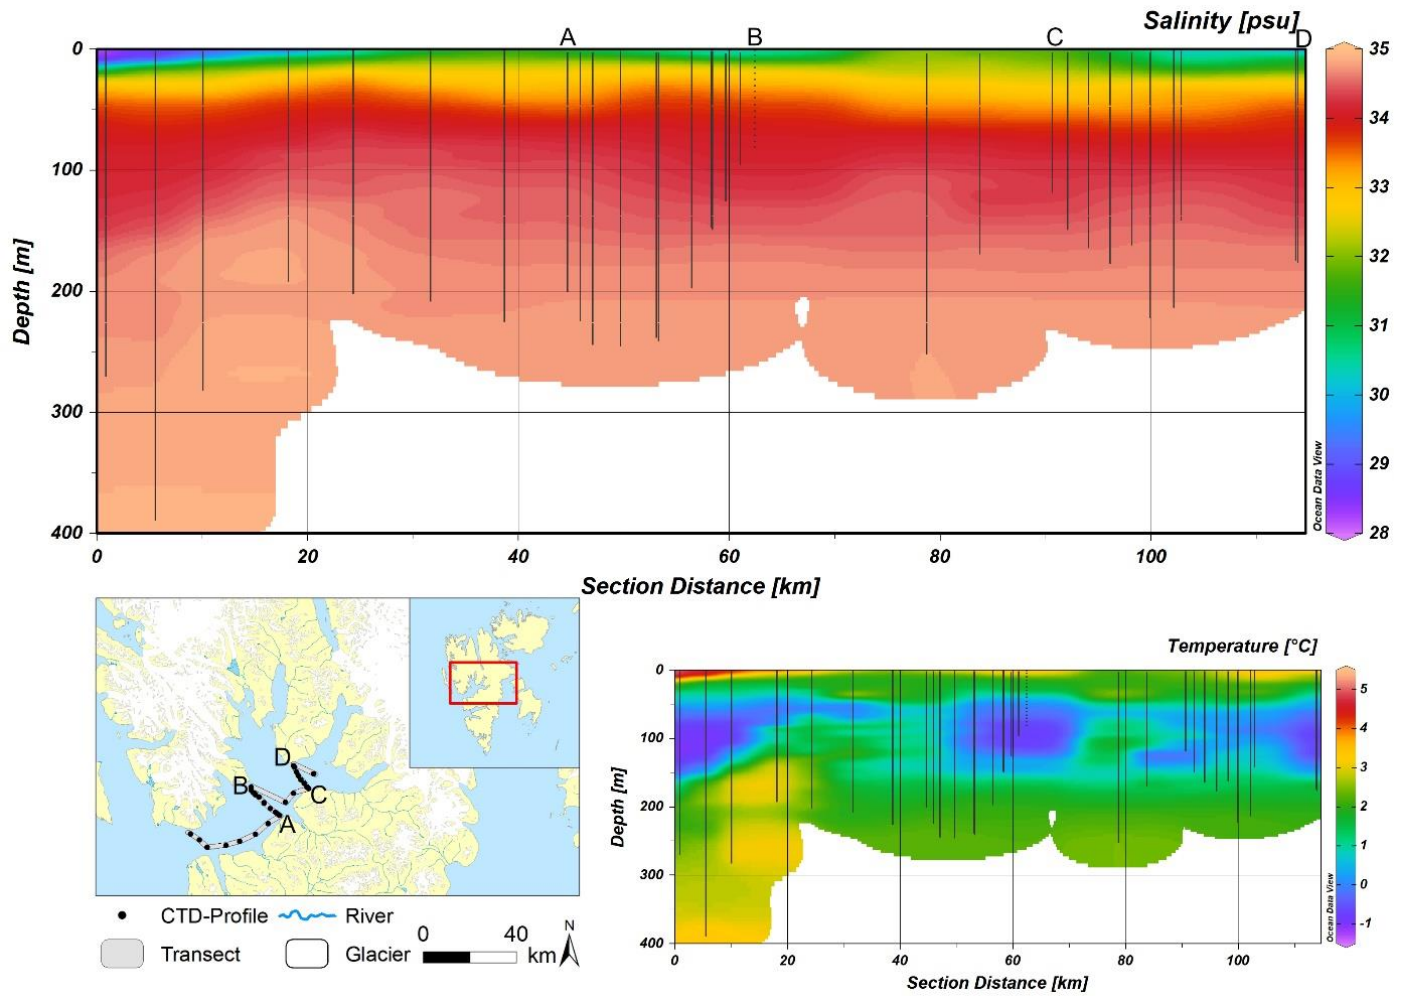 Salinity [psu]
A B C D
0
100
200
300
400
Depth [m]
0 20 40 60 80 100
Section Distance [km]
35
34
33
32
31
30
29
28
Ocean Data View
D
B
C
A
CTD-Profile River
Transect Glacier
0 40
km
N
Temperature [°C]
0
100
200
300
400
Depth [m]
0 20 40 60 80 100
Section Distance [km]
5
4
3
2
1
0
-1
Ocean Data View